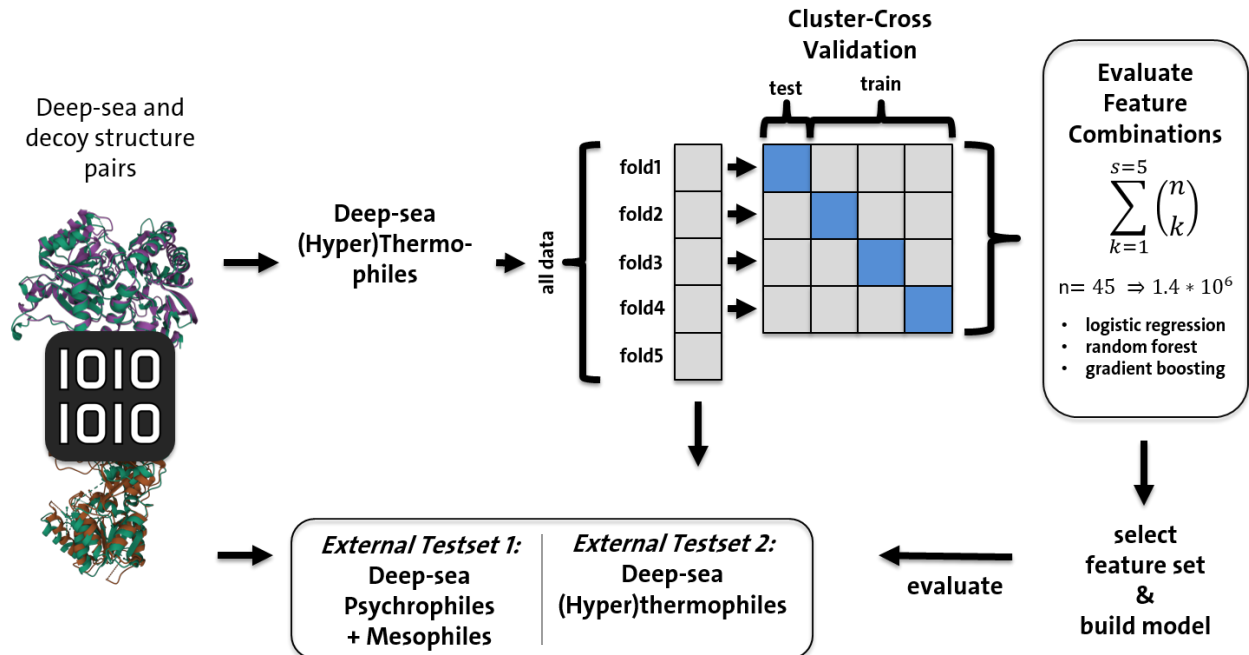 Deep-sea and
decoy structure
pairs
1010
1010
Deep-sea
(Hyper)Thermo-
philes
all data
fold1
fold2
fold3
fold4
fold5
Cluster-Cross
Validation
test
train
Evaluate
Feature
Combinations
s=5
∑ (n k)
k=1
n= 45 ⇒ 1.4 * 10⁶
• logistic regression
• random forest
• gradient boosting
select
feature set
&
build model
evaluate
External Testset 1:
Deep-sea
Psychrophiles
+ Mesophiles
External Testset 2:
Deep-sea
(Hyper)thermophiles